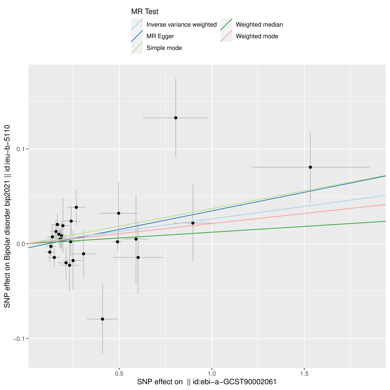 MR Test
Inverse variance weighted
Weighted median
MR Egger
Weighted mode
Simple mode
SNP effect on Bipolar disorder bip2021 || id:ieu-b-5110
0.1
0.0
-0.1
0.5
1.0
1.5
SNP effect on || id:ebi-a-GCST90002061